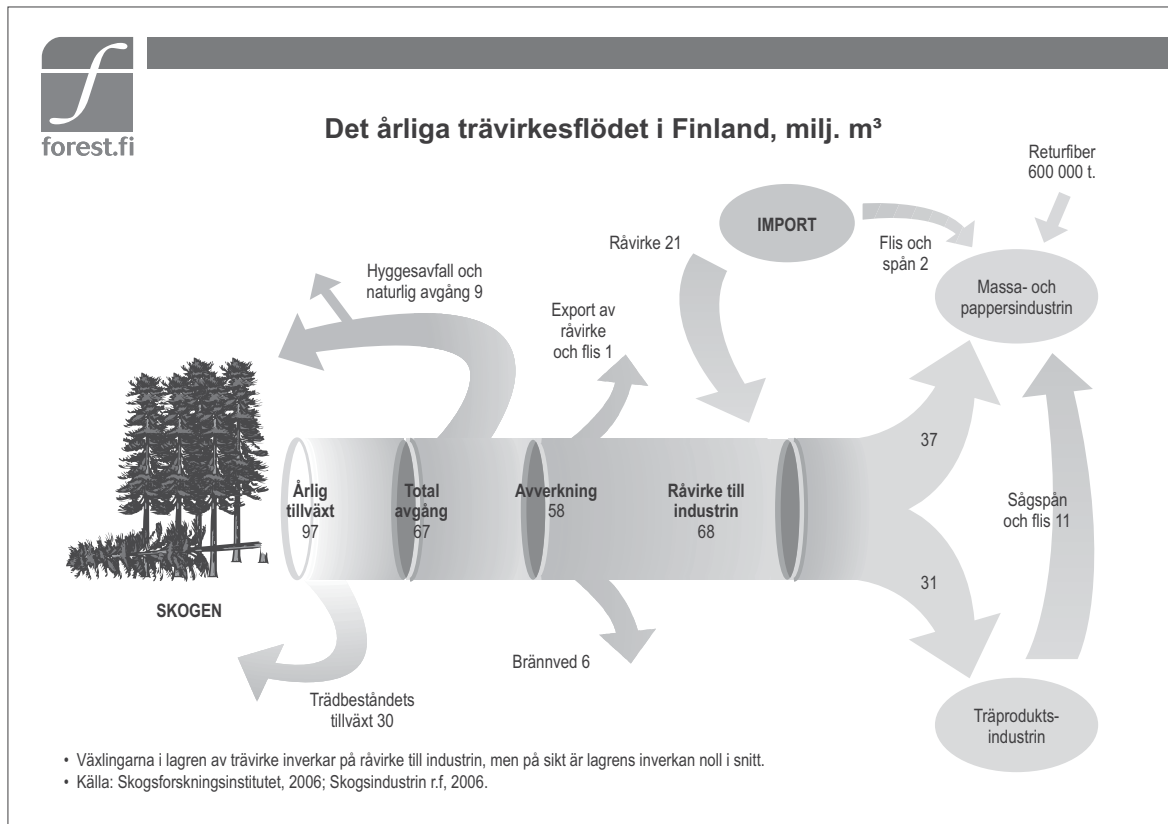 forest.fi
Det årliga trävirkesflödet i Finland, milj. m³
Returfiber
600 000 t.
IMPORT
Råvirke 21
Flis och
spån 2
Hyggesavfall och
naturlig avgång 9
Massa- och
pappersindustrin
Export av
råvirke
och flis 1
37
Årlig
tillväxt
97
Total
avgång
67
Avverkning
58
Råvirke till
industrin
68
Sågspån
och flis 11
31
SKOGEN
Brännved 6
Trädbeståndets
tillväxt 30
Träprodukts-
industrin
• Växlingarna i lagren av trävirke inverkar på råvirke till industrin, men på sikt är lagrens inverkan noll i snitt.
• Källa: Skogsforskningsinstitutet, 2006; Skogsindustrin r.f, 2006.